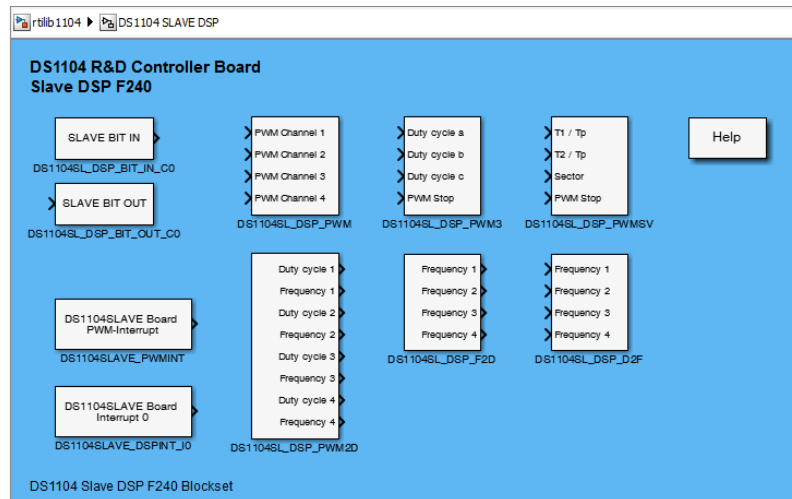 rtilib1104 DS1104 SLAVE DSP
DS1104 R&D Controller Board
Slave DSP F240
SLAVE BIT IN
DS1104SL_DSP_BIT_IN_C0
SLAVE BIT OUT
DS1104SL_DSP_BIT_OUT_C0
PWM Channel 1
PWM Channel 2
PWM Channel 3
PWM Channel 4
DS1104SL_DSP_PWM
Duty cycle a
Duty cycle b
Duty cycle c
PWM Stop
DS1104SL_DSP_PWM3
T1 / Tp
T2 / Tp
Sector
PWM Stop
DS1104SL_DSP_PWMSV
Help
DS1104SLAVE Board
PWM-Interrupt
DS1104SLAVE_PWMINT
DS1104SLAVE Board
Interrupt 0
DS1104SLAVE_DSPINT_I0
Duty cycle 1
Frequency 1
Duty cycle 2
Frequency 2
Duty cycle 3
Frequency 3
Duty cycle 4
Frequency 4
DS1104SL_DSP_PWM2D
Frequency 1
Frequency 2
Frequency 3
Frequency 4
DS1104SL_DSP_F2D
Frequency 1
Frequency 2
Frequency 3
Frequency 4
DS1104SL_DSP_D2F
DS1104 Slave DSP F240 Blockset